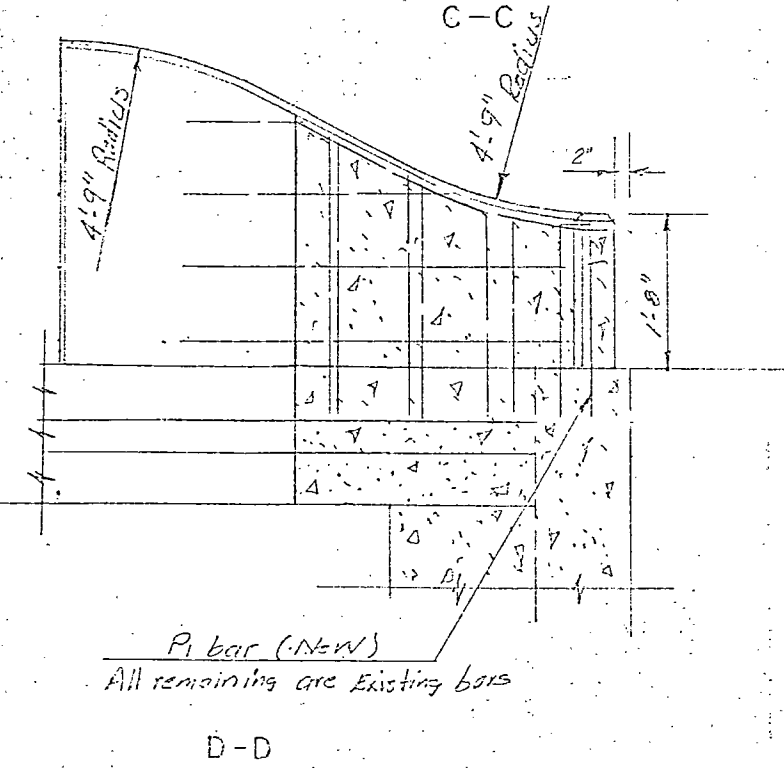 C-C
4'-9" Radius
4'-9" Radius
2"
1'-8"
P1 bar (NEW)
All remaining are Existing bars
D-D